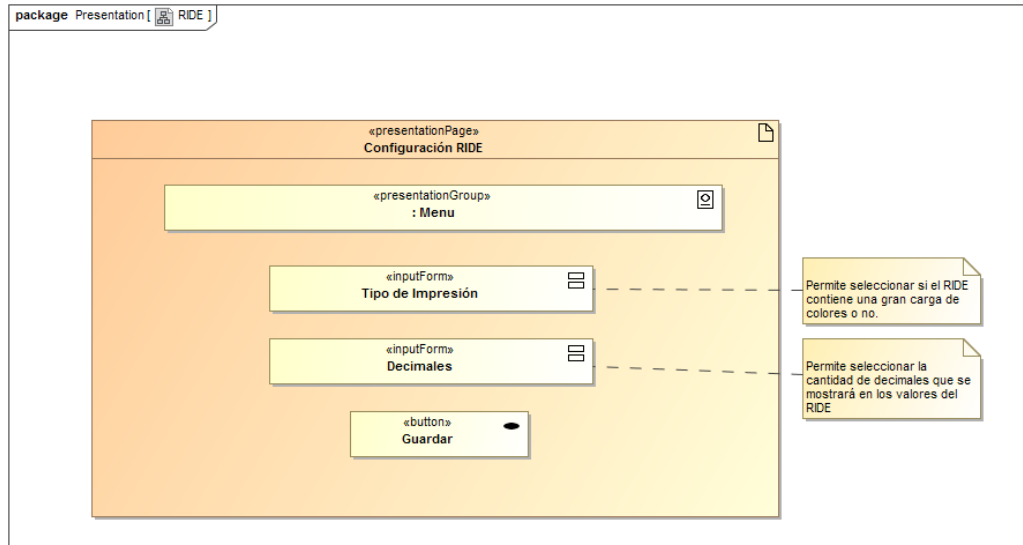 package Presentation [ RIDE ]
«presentationPage»
Configuración RIDE
«presentationGroup»
: Menu
«inputForm»
Tipo de Impresión
Permite seleccionar si el RIDE
contiene una gran carga de
colores o no.
«inputForm»
Decimales
Permite seleccionar la
cantidad de decimales que se
mostrará en los valores del
RIDE
«button»
Guardar